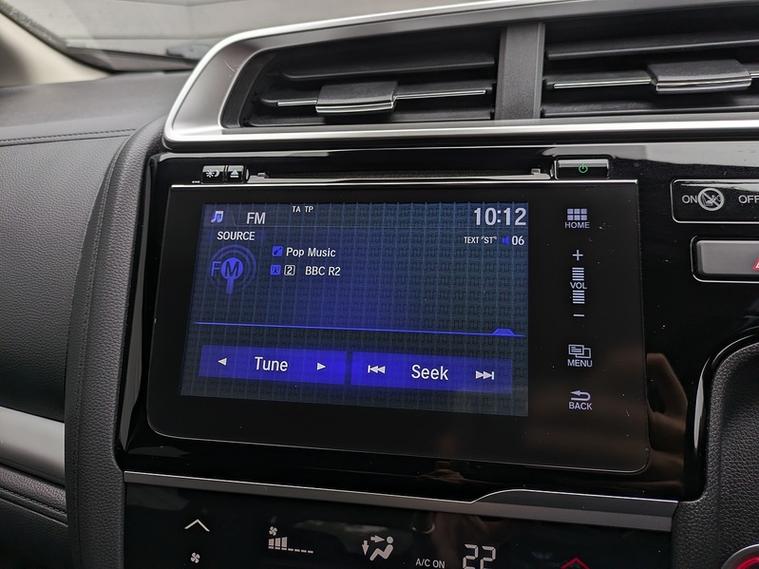 TA TP
FM
10:12
SOURCE
TEXT "ST" 06
FM
Pop Music
2 BBC R2
Tune
Seek
HOME
+
VOL
−
MENU
BACK
ON OFF
A/C ON 22